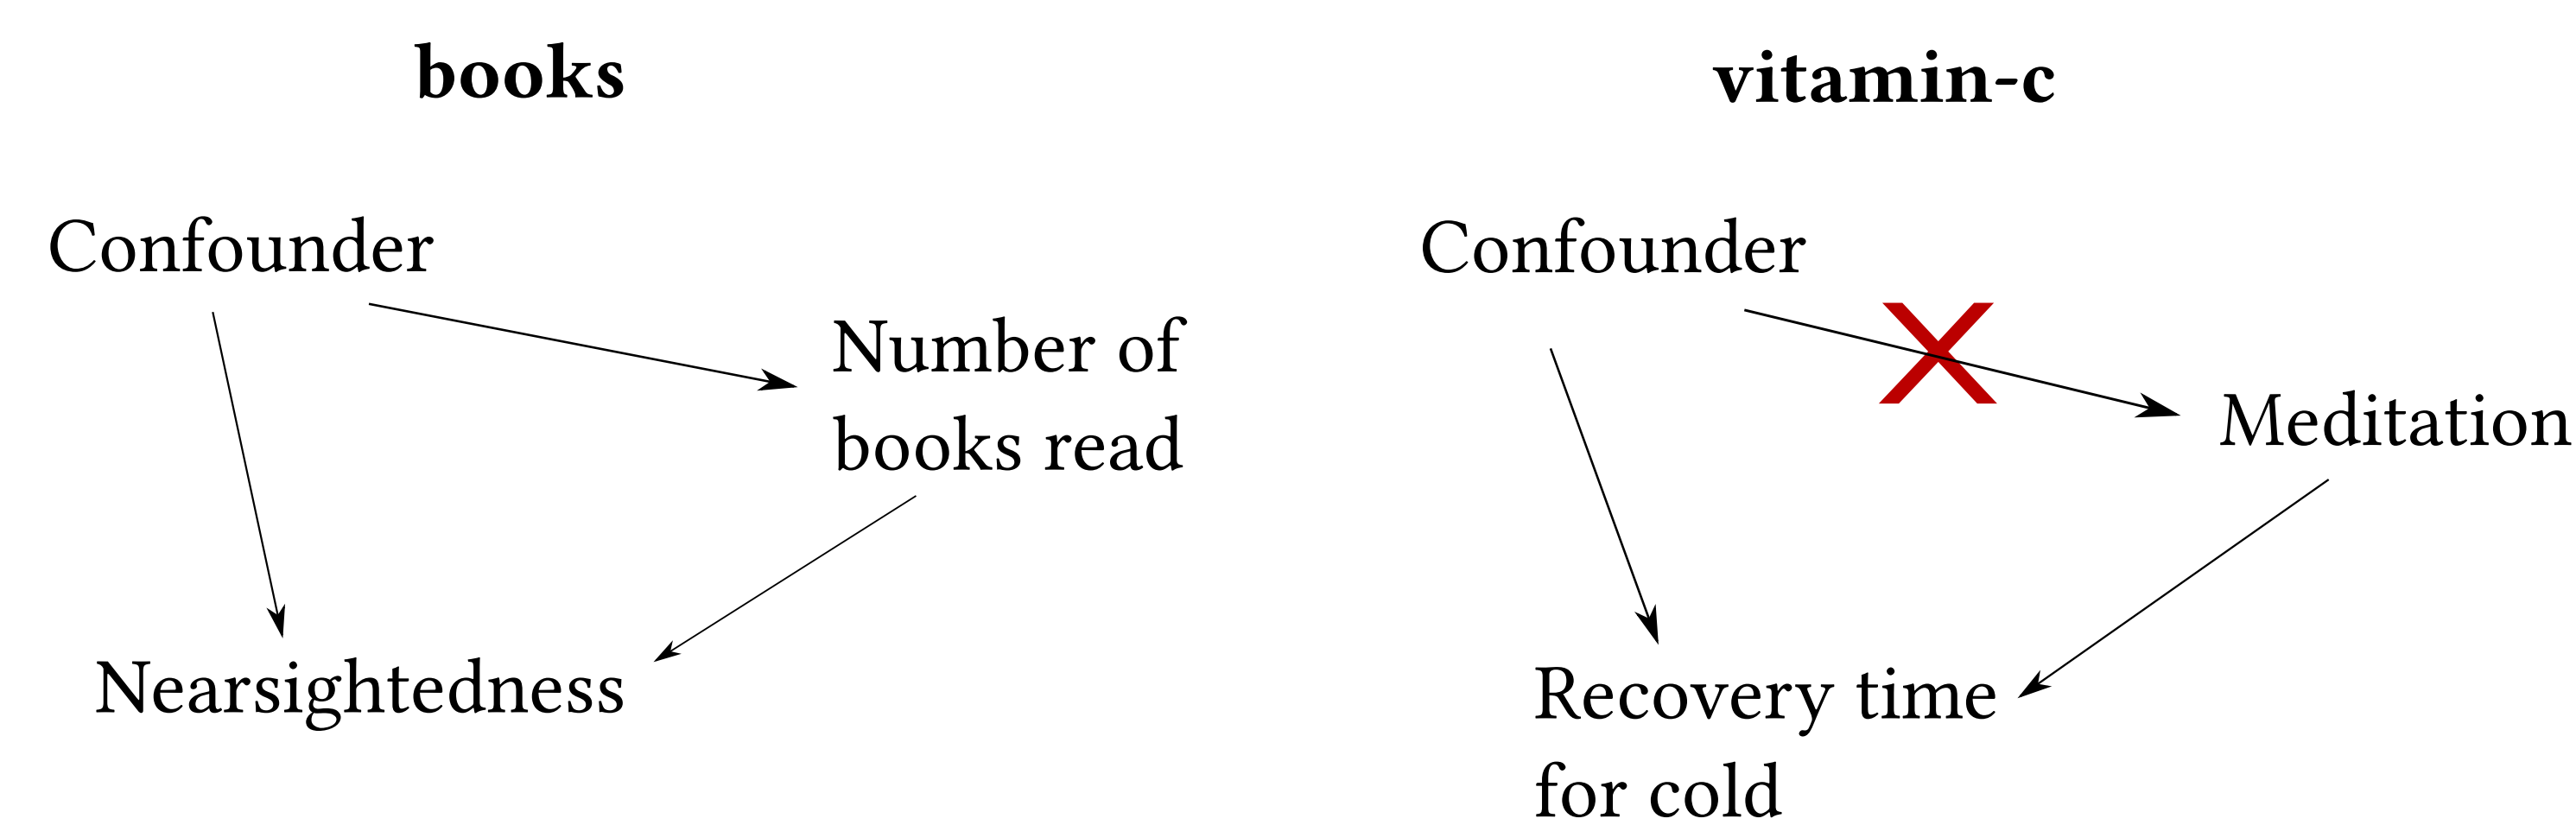 books
Confounder
Number of
books read
Nearsightedness
vitamin-c
Confounder
Meditation
Recovery time
for cold